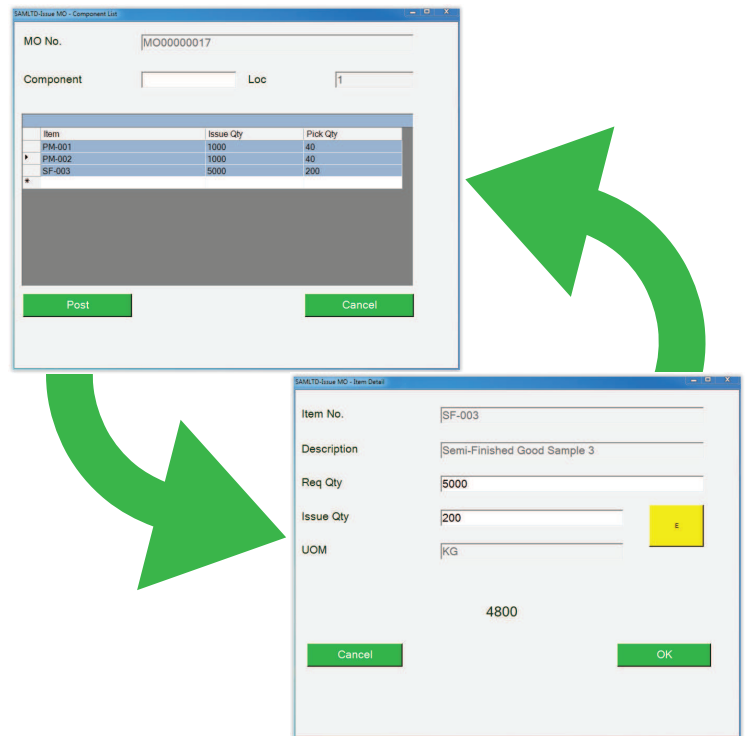 SAMLTD-Issue MO - Component List
MO No. MO00000017
Component Loc 1
Item Issue Qty Pick Qty
PM-001 1000 40
PM-002 1000 40
SF-003 5000 200
Post Cancel
SAMLTD-Issue MO - Item Detail
Item No. SF-003
Description Semi-Finished Good Sample 3
Req Qty 5000
Issue Qty 200 E
UOM KG
4800
Cancel OK